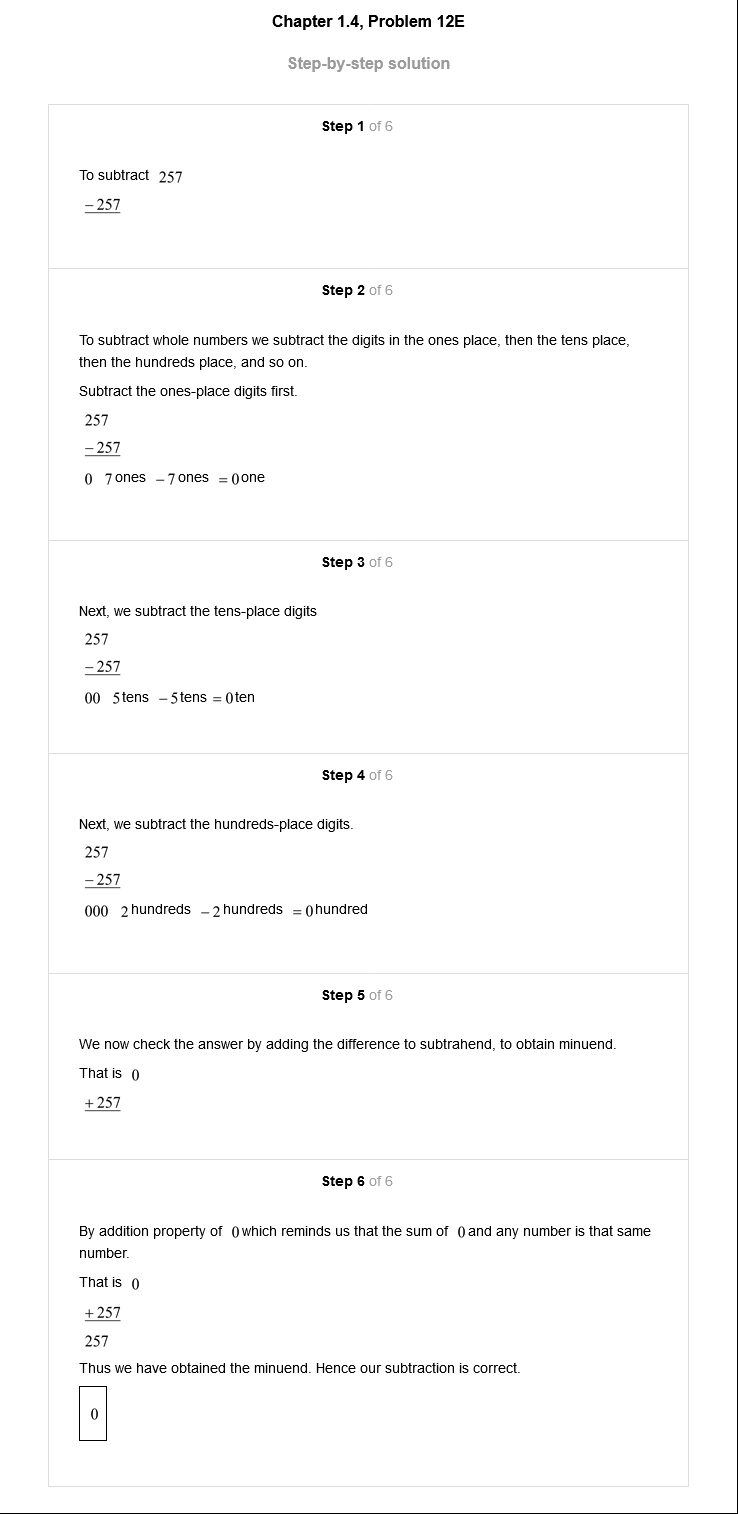 Chapter 1.4, Problem 12E
Step-by-step solution
Step 1 of 6
To subtract 257
−257
Step 2 of 6
To subtract whole numbers we subtract the digits in the ones place, then the tens place,
then the hundreds place, and so on.
Subtract the ones-place digits first.
257
−257
0 7 ones −7 ones = 0 one
Step 3 of 6
Next, we subtract the tens-place digits
257
−257
00 5 tens −5 tens = 0 ten
Step 4 of 6
Next, we subtract the hundreds-place digits.
257
−257
000 2 hundreds −2 hundreds = 0 hundred
Step 5 of 6
We now check the answer by adding the difference to subtrahend, to obtain minuend.
That is 0
+257
Step 6 of 6
By addition property of 0 which reminds us that the sum of 0 and any number is that same
number.
That is 0
+257
257
Thus we have obtained the minuend. Hence our subtraction is correct.
0